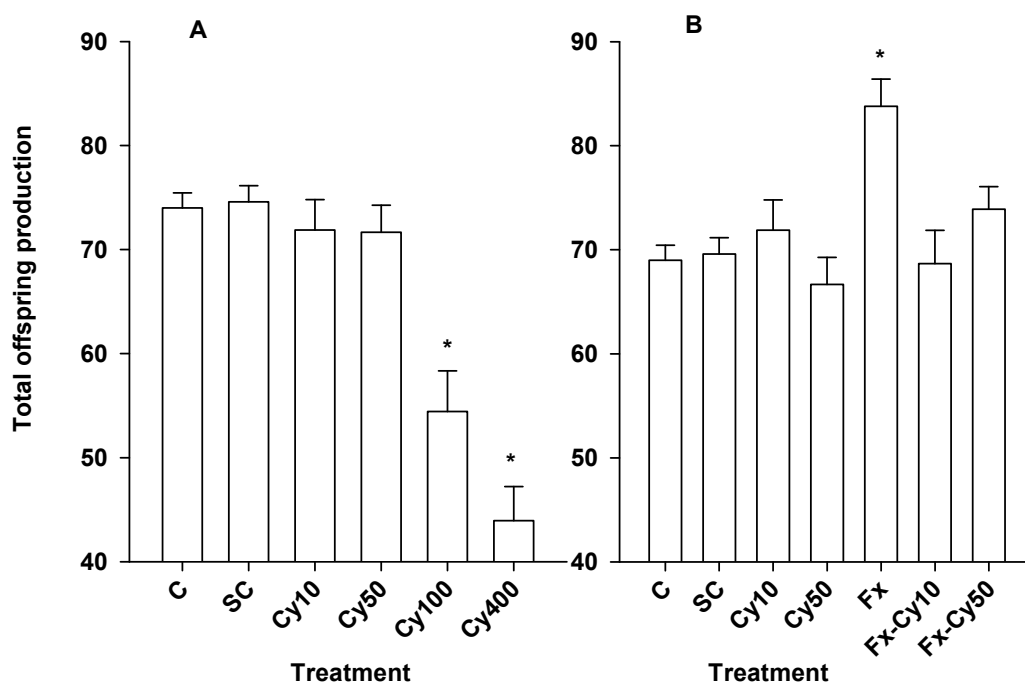 A
B
Total offspring production
90
80
70
60
50
40
90
80
70
60
50
40
*
*
*
C
SC
Cy10
Cy50
Cy100
Cy400
C
SC
Cy10
Cy50
Fx
Fx-Cy10
Fx-Cy50
Treatment
Treatment